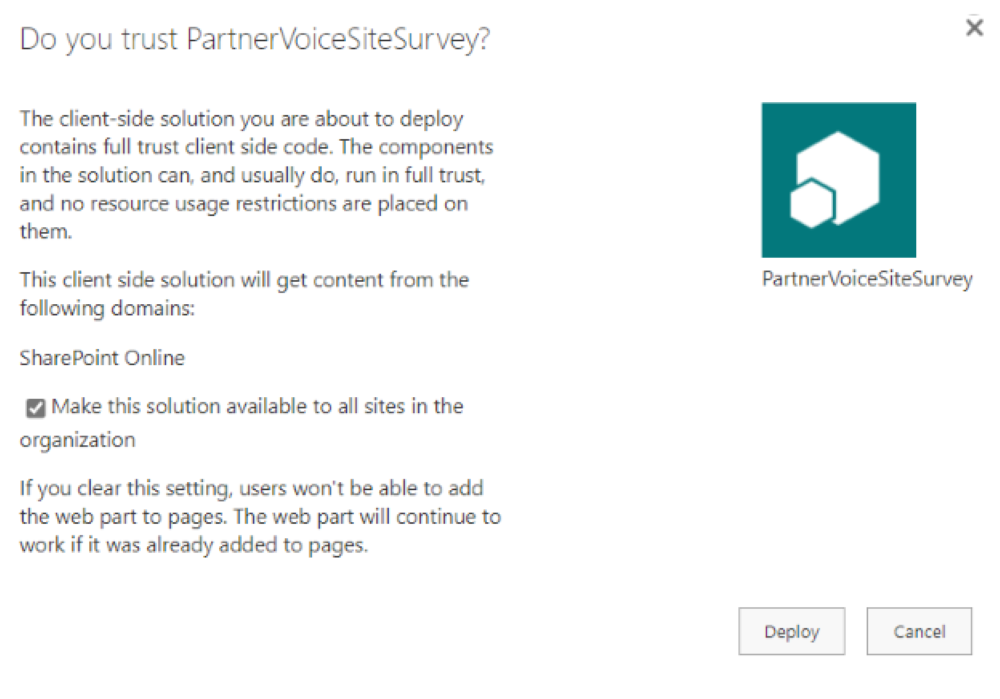 Do you trust PartnerVoiceSiteSurvey?
The client-side solution you are about to deploy
contains full trust client side code. The components
in the solution can, and usually do, run in full trust,
and no resource usage restrictions are placed on
them.
PartnerVoiceSiteSurvey
This client side solution will get content from the
following domains:
SharePoint Online
Make this solution available to all sites in the
organization
If you clear this setting, users won't be able to add
the web part to pages. The web part will continue to
work if it was already added to pages.
Deploy
Cancel